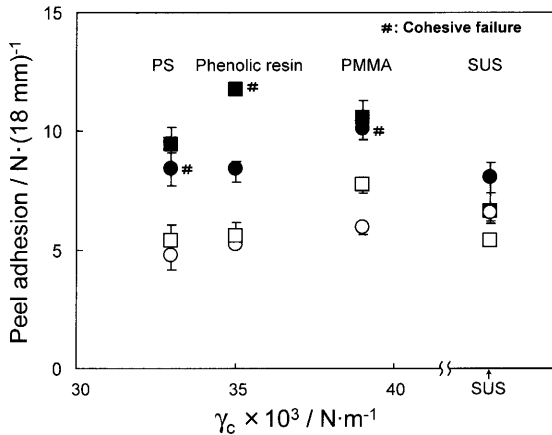 #: Cohesive failure
PS Phenolic resin PMMA SUS
#
#
#
15
10
5
0
Peel adhesion / N·(18 mm)⁻¹
30 35 40 SUS
γc × 10³ / N·m⁻¹